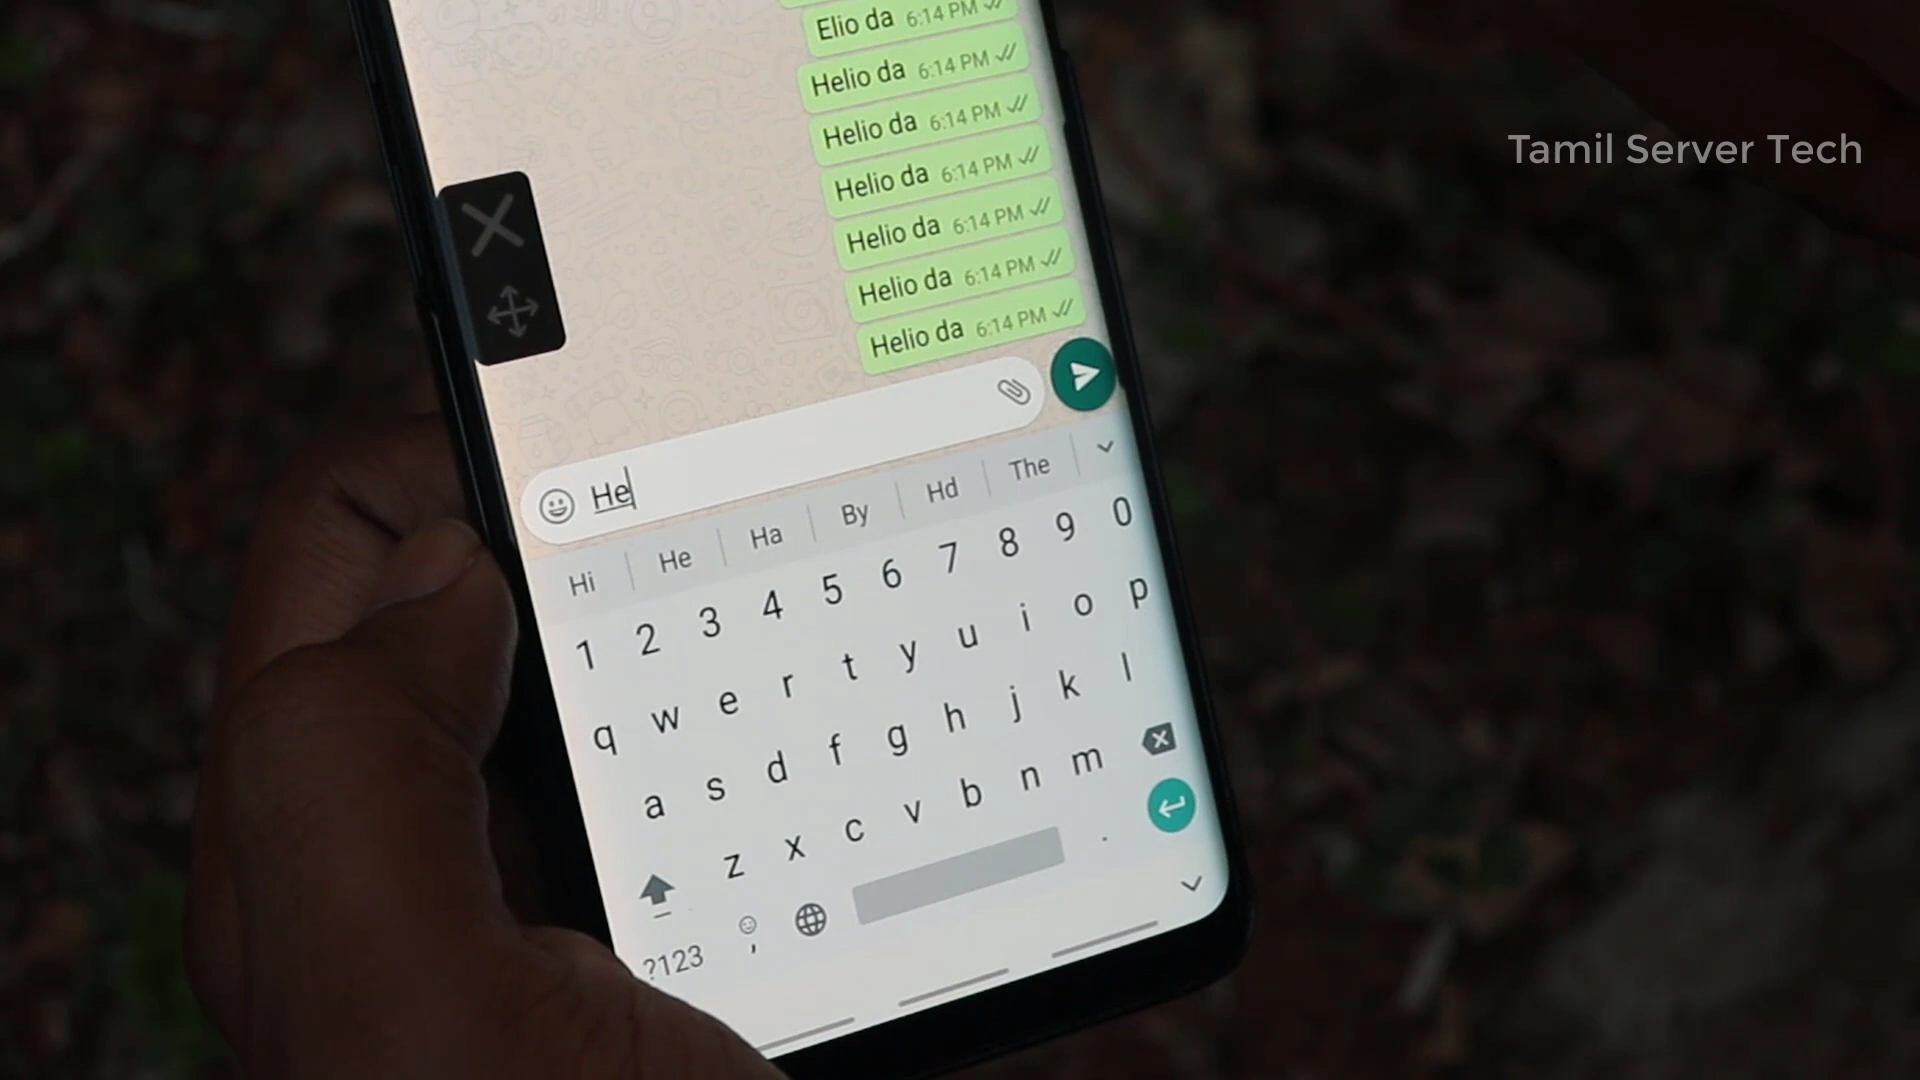 Elio da 6:14 PM
Helio da 6:14 PM
Helio da 6:14 PM
Helio da 6:14 PM
Helio da 6:14 PM
Helio da 6:14 PM
Helio da 6:14 PM
Tamil Server Tech
He
Hi He Ha By Hd The
1 2 3 4 5 6 7 8 9 0
q w e r t y u i o p
a s d f g h j k l
z x c v b n m
?123 , .